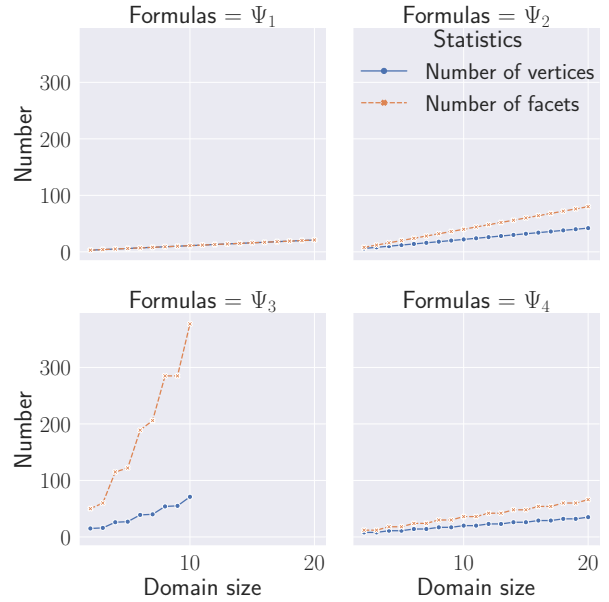 Formulas = Ψ₁
Formulas = Ψ₂
Statistics
Number of vertices
Number of facets
Number
300
200
100
0
Formulas = Ψ₃
Formulas = Ψ₄
Number
300
200
100
0
10
20
10
20
Domain size
Domain size